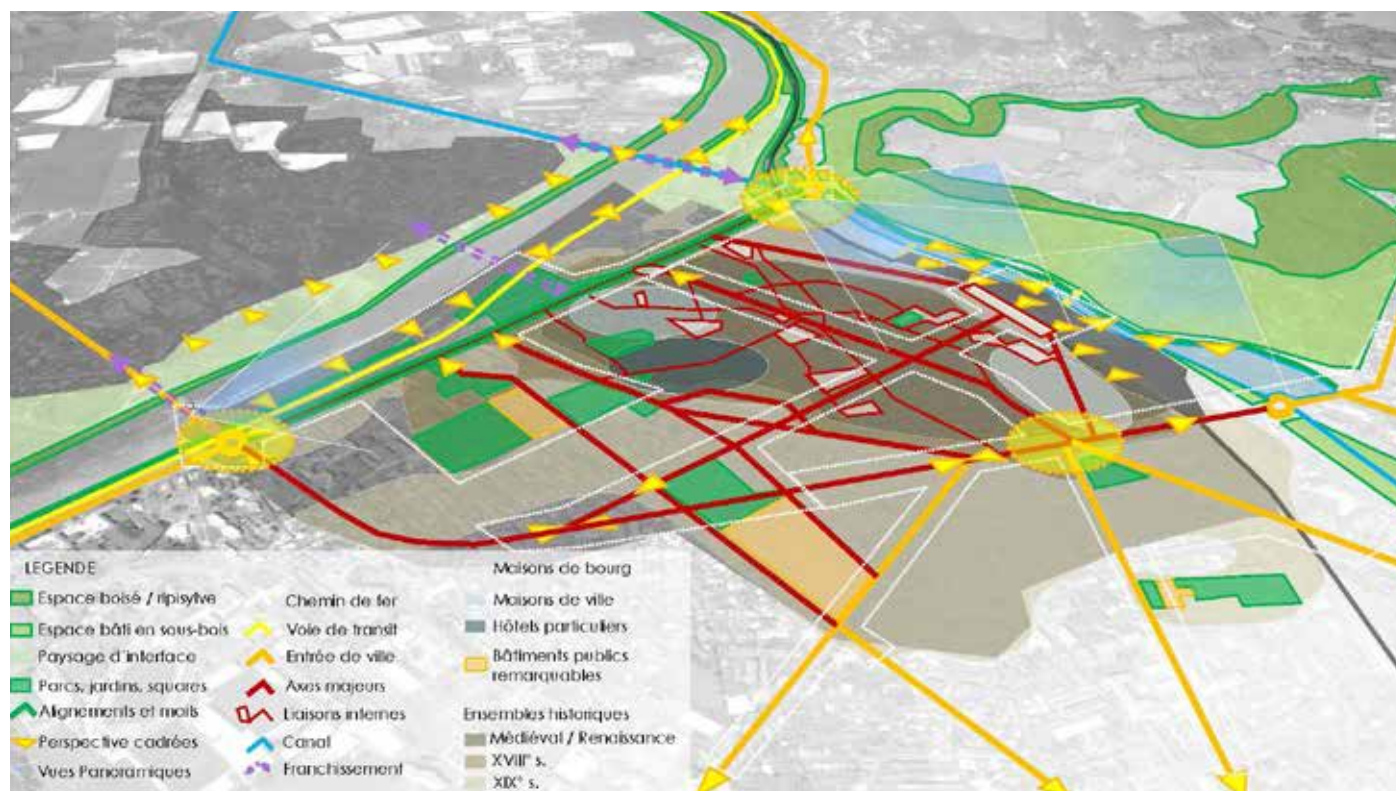 LEGENDE
Espace boisé / ripisylve
Espace bâti en sous-bois
Paysage d'interface
Parcs, jardins, squares
Alignements et mails
Perspective cadrées
Vues Panoramiques
Chemin de fer
Voie de transit
Entrée de ville
Axes majeurs
Liaisons internes
Canal
Franchissement
Maisons de bourg
Maisons de ville
Hôtels particuliers
Bâtiments publics
remarquables
Ensembles historiques
Médiéval / Renaissance
XVIII° s.
XIX° s.